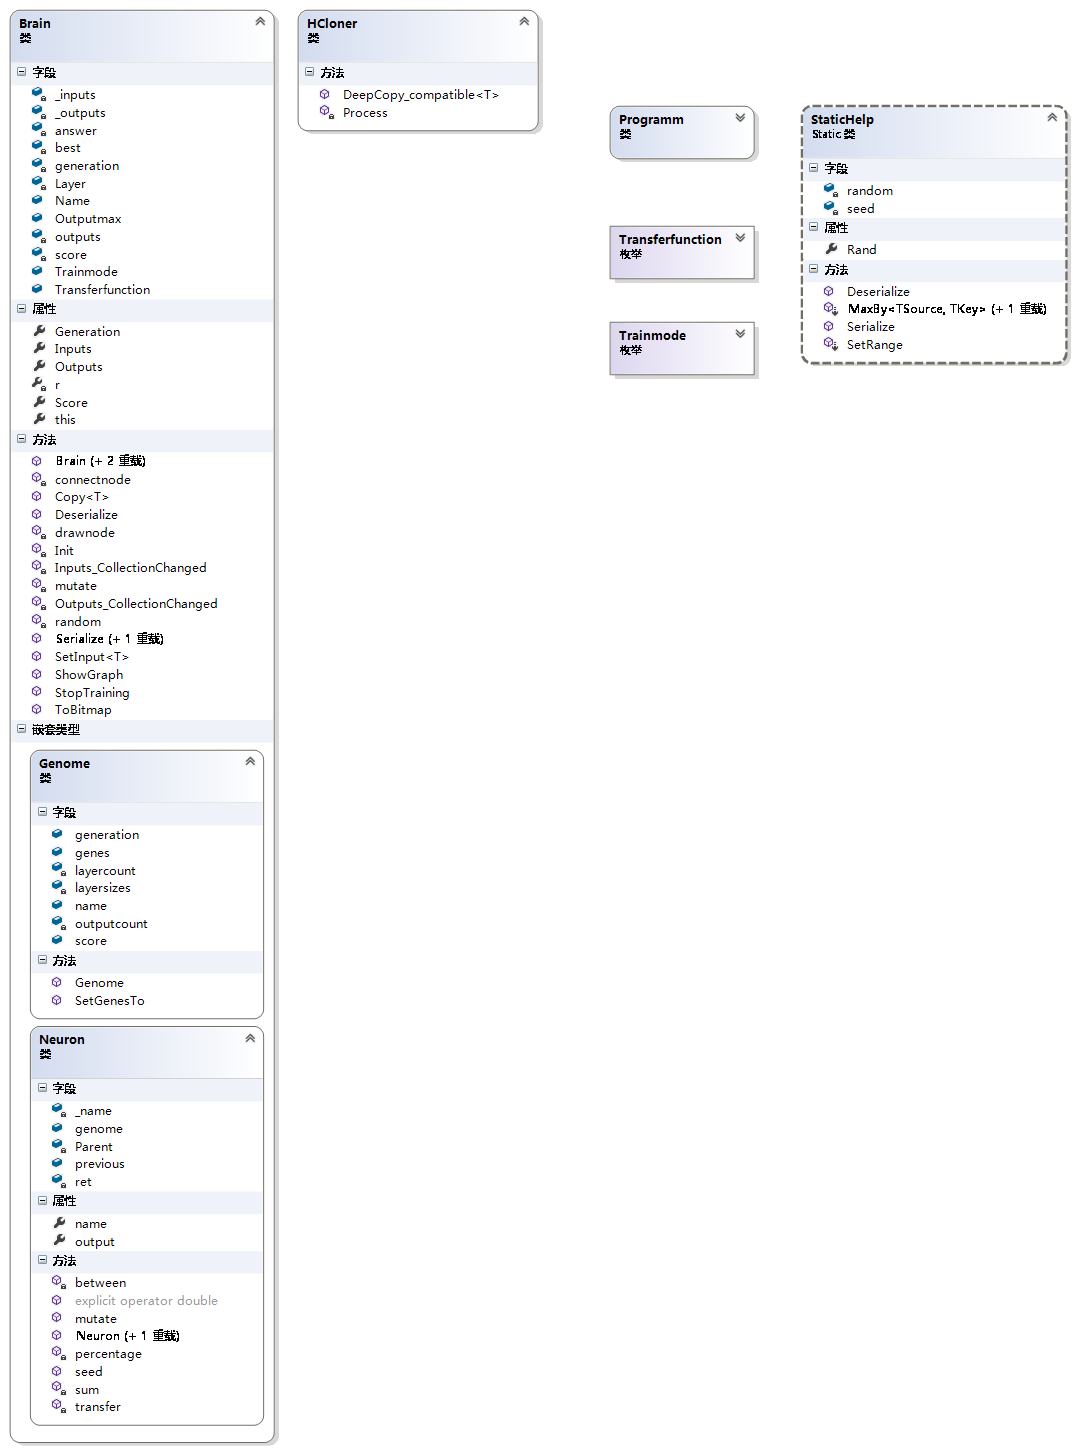 Brain
类
字段
_inputs
_outputs
answer
best
generation
Layer
Name
Outputmax
outputs
score
Trainmode
Transferfunction
属性
Generation
Inputs
Outputs
r
Score
this
方法
Brain (+ 2 重载)
connectnode
Copy<T>
Deserialize
drawnode
Init
Inputs_CollectionChanged
mutate
Outputs_CollectionChanged
random
Serialize (+ 1 重载)
SetInput<T>
ShowGraph
StopTraining
ToBitmap
嵌套类型
Genome
类
字段
generation
genes
layercount
layersizes
name
outputcount
score
方法
Genome
SetGenesTo
Neuron
类
字段
_name
genome
Parent
previous
ret
属性
name
output
方法
between
explicit operator double
mutate
Neuron (+ 1 重载)
percentage
seed
sum
transfer
HCloner
类
方法
DeepCopy_compatible<T>
Process
Programm
类
Transferfunction
枚举
Trainmode
枚举
StaticHelp
Static 类
字段
random
seed
属性
Rand
方法
Deserialize
MaxBy<TSource, TKey> (+ 1 重载)
Serialize
SetRange